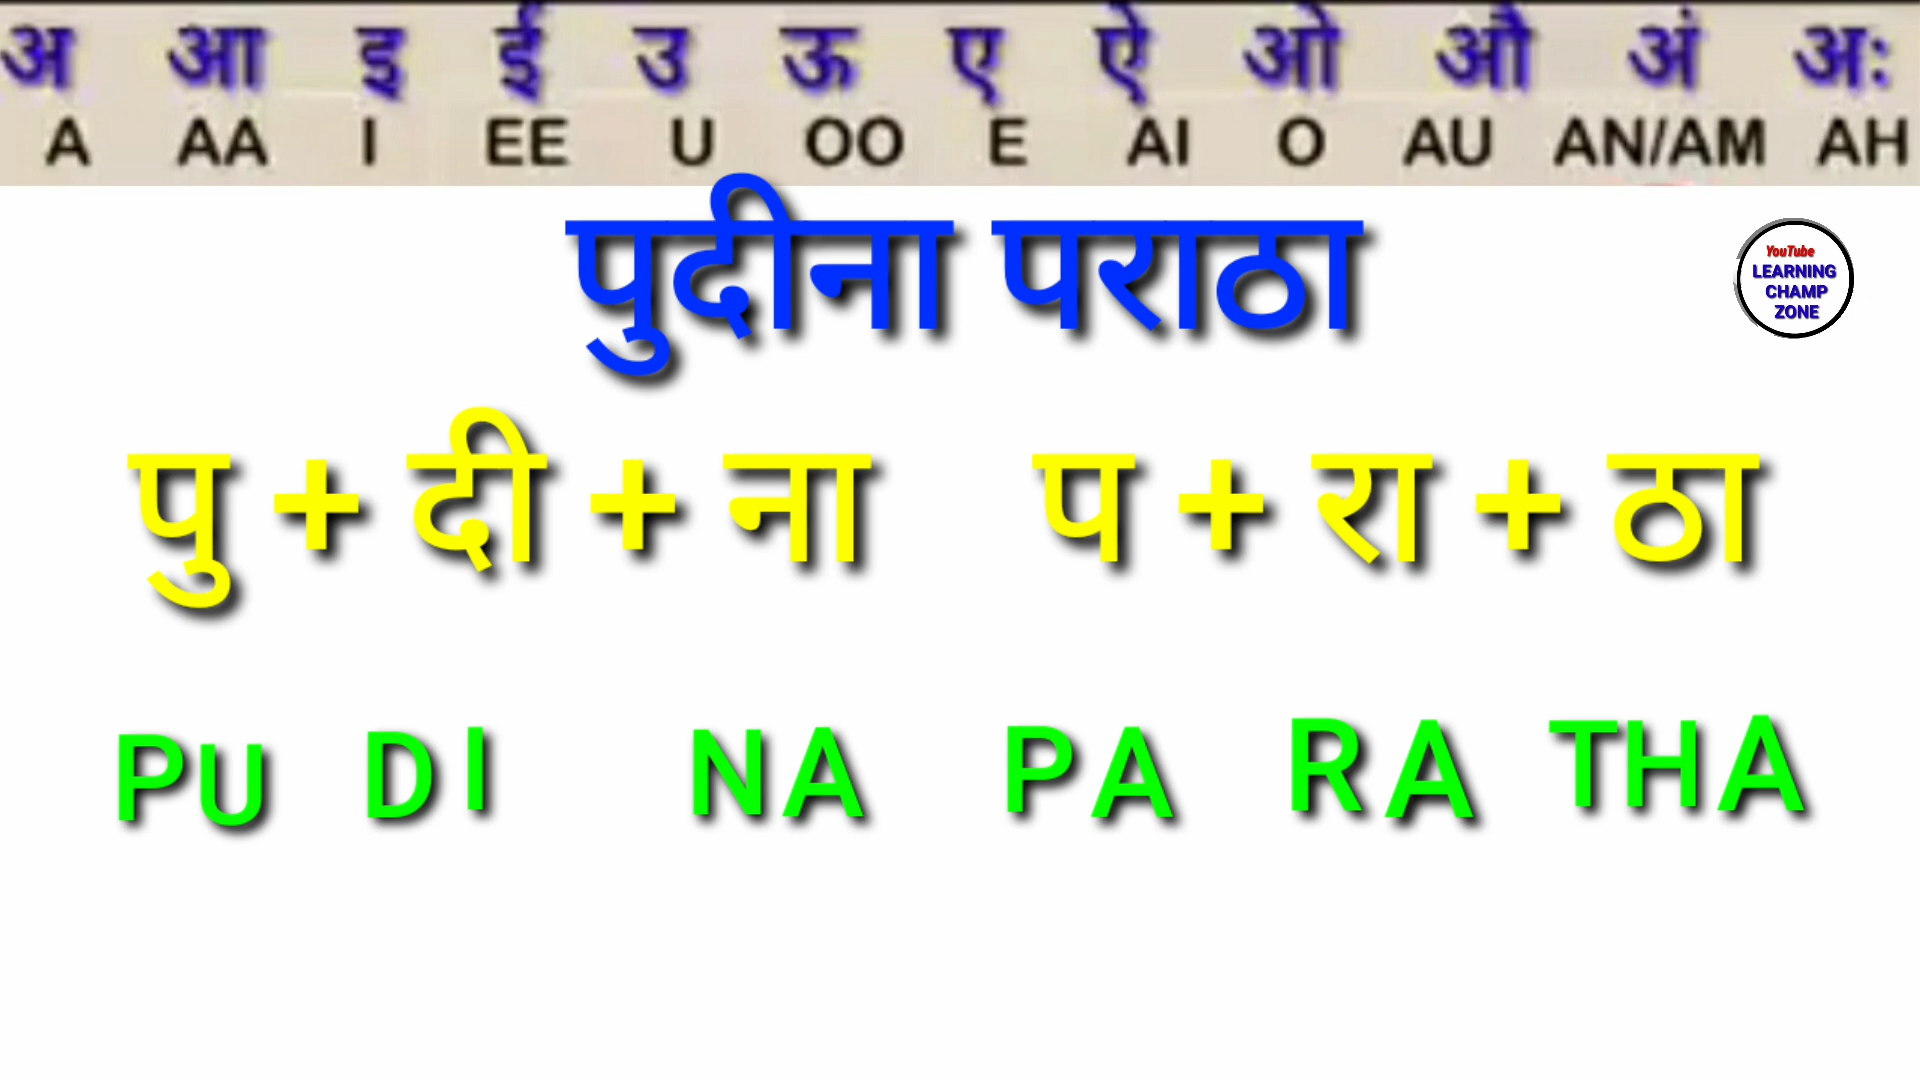 अ आ इ ई उ ऊ ए ऐ ओ औ अं अः
A AA I EE U OO E AI O AU AN/AM AH
पुदीना पराठा
YouTube
LEARNING
CHAMP
ZONE
पु + दी + ना प + रा + ठा
PU DI NA PA RA THA